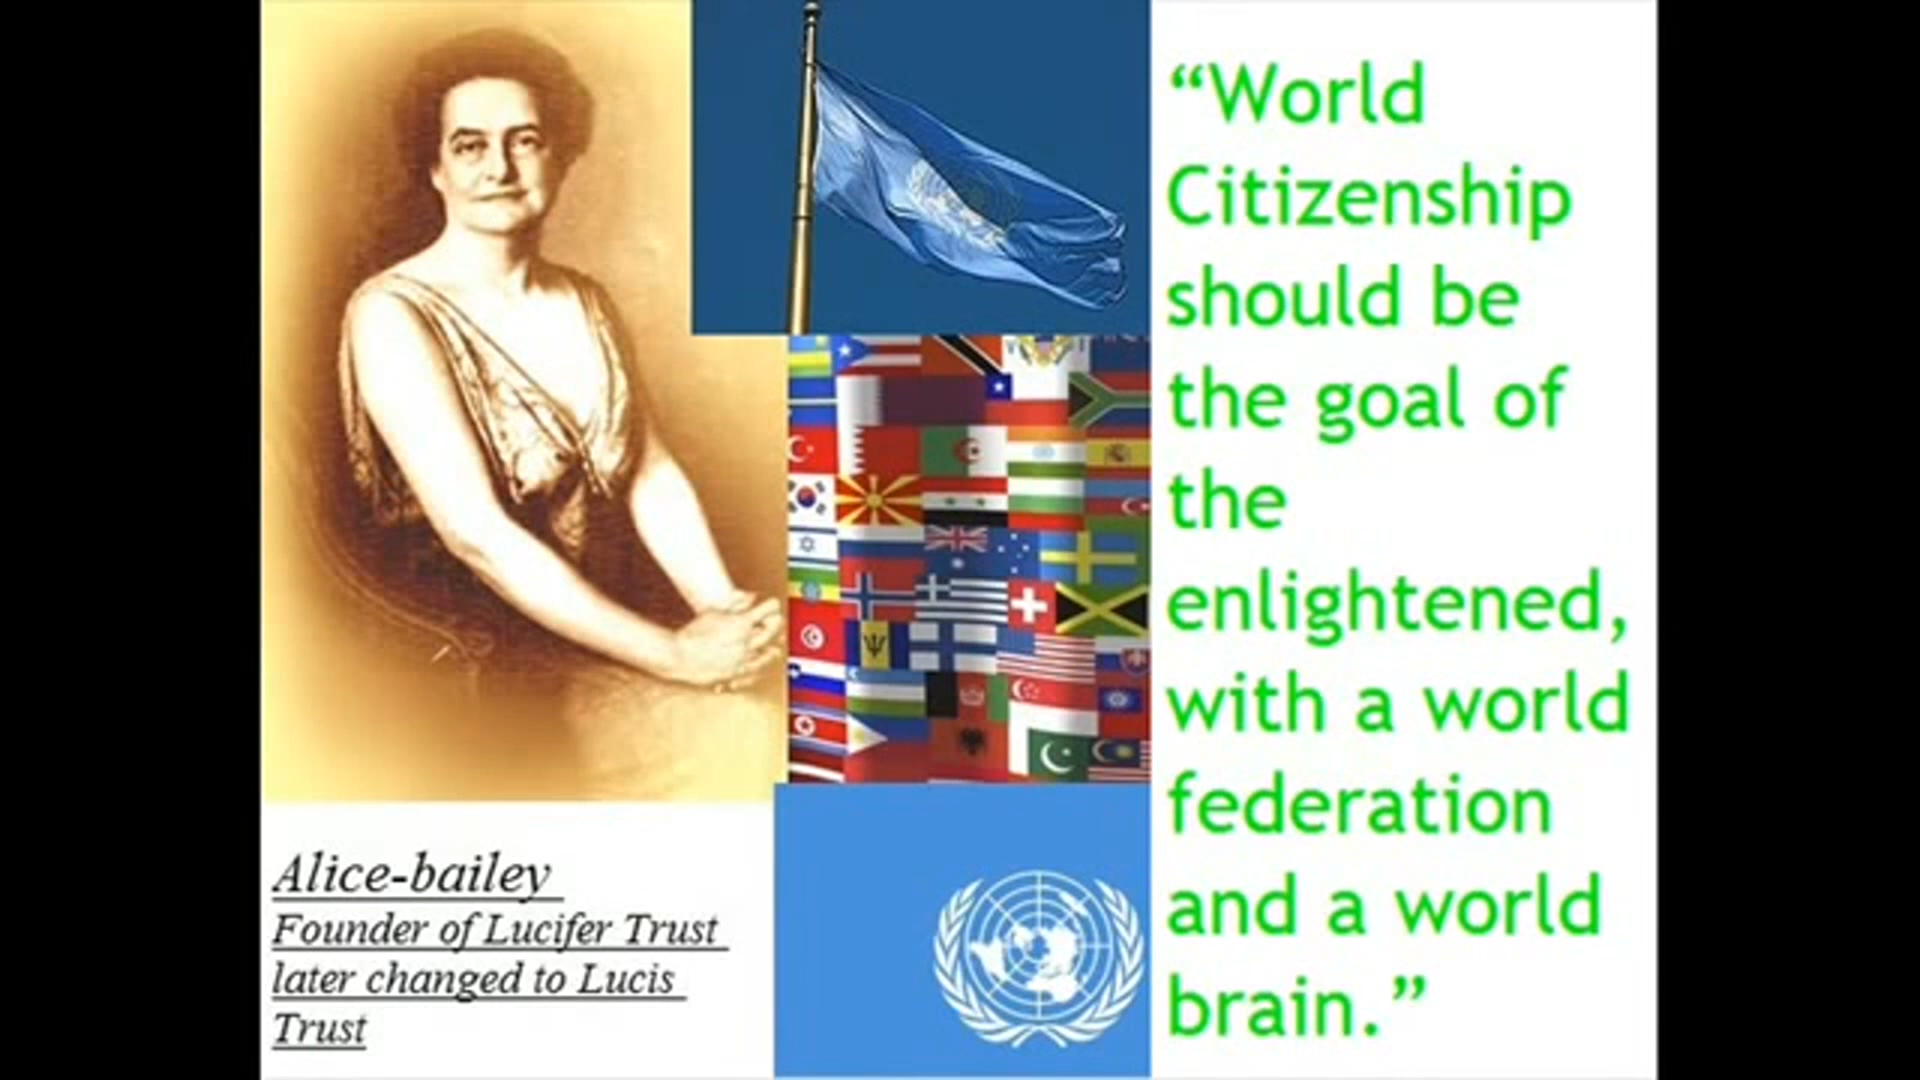 Alice-bailey
Founder of Lucifer Trust
later changed to Lucis
Trust
“World
Citizenship
should be
the goal of
the
enlightened,
with a world
federation
and a world
brain.”